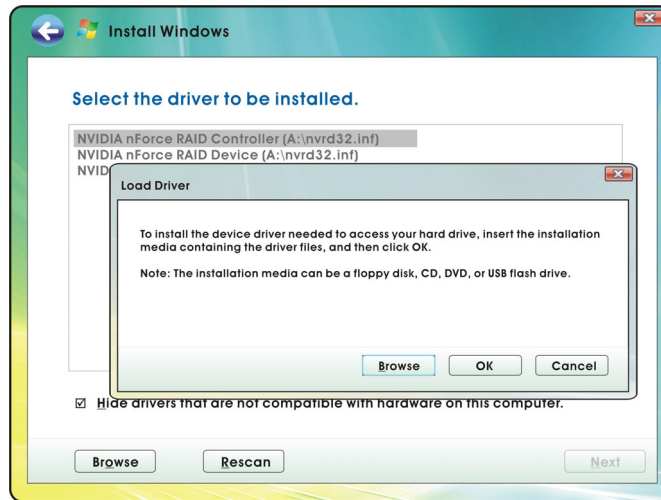 Install Windows
Select the driver to be installed.
NVIDIA nForce RAID Controller (A:\nvrd32.inf)
NVIDIA nForce RAID Device (A:\nvrd32.inf)
NVID
Load Driver
To install the device driver needed to access your hard drive, insert the installation
media containing the driver files, and then click OK.
Note: The installation media can be a floppy disk, CD, DVD, or USB flash drive.
Browse OK Cancel
Hide drivers that are not compatible with hardware on this computer.
Browse Rescan Next